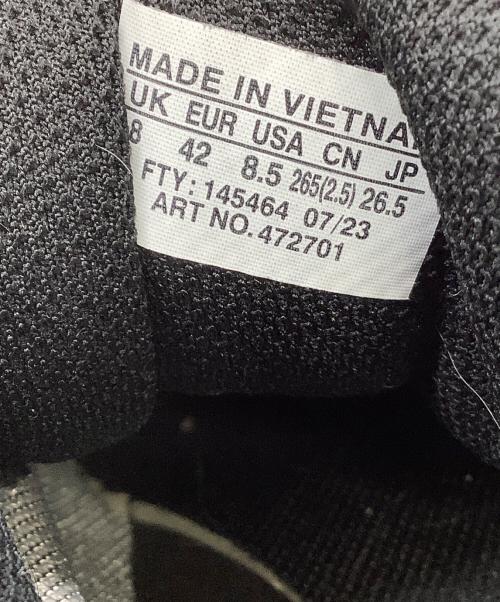 MADE IN VIETNA
UK EUR USA CN JP
8 42 8.5 265(2.5) 26.5
FTY: 145464 07/23
ART NO. 472701